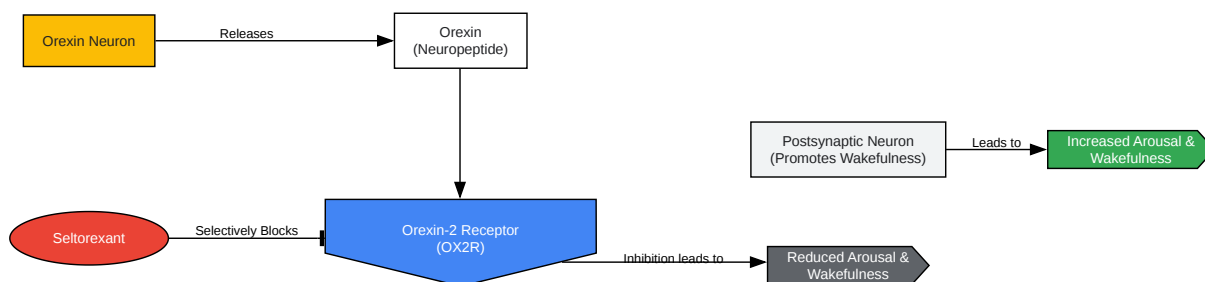 Orexin Neuron
Releases
Orexin
(Neuropeptide)
Postsynaptic Neuron
(Promotes Wakefulness)
Leads to
Increased Arousal &
Wakefulness
Seltorexant
Selectively Blocks
Orexin-2 Receptor
(OX2R)
Inhibition leads to
Reduced Arousal &
Wakefulness